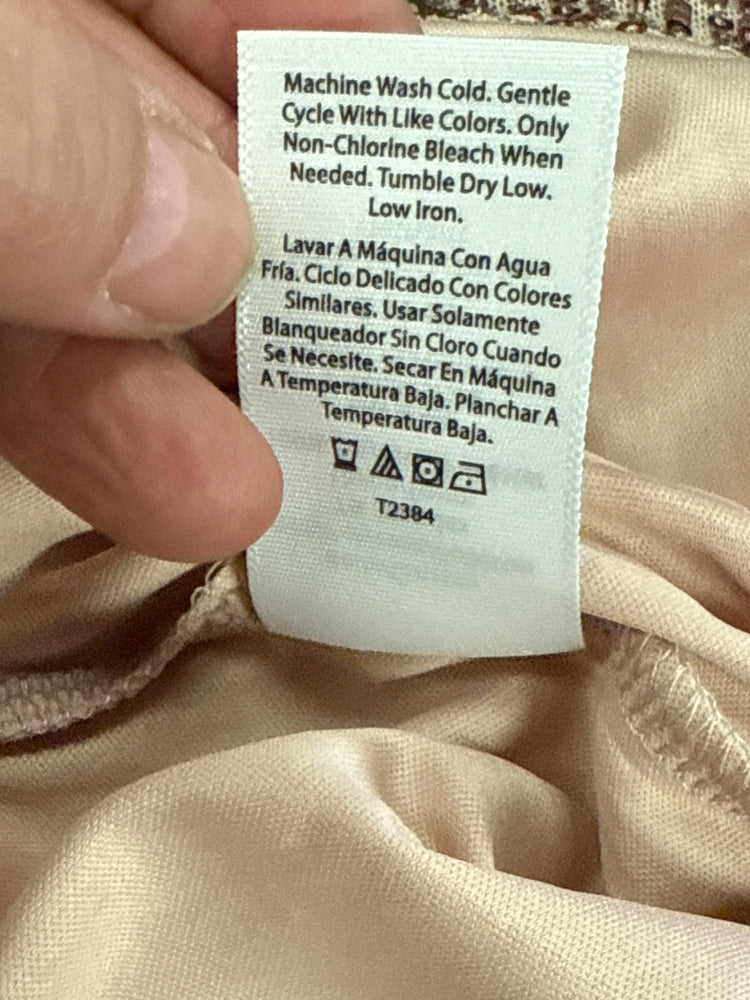 Machine Wash Cold. Gentle
Cycle With Like Colors. Only
Non-Chlorine Bleach When
Needed. Tumble Dry Low.
Low Iron.
Lavar A Máquina Con Agua
Fría. Ciclo Delicado Con Colores
Similares. Usar Solamente
Blanqueador Sin Cloro Cuando
Se Necesite. Secar En Máquina
A Temperatura Baja. Planchar A
Temperatura Baja.
T2384